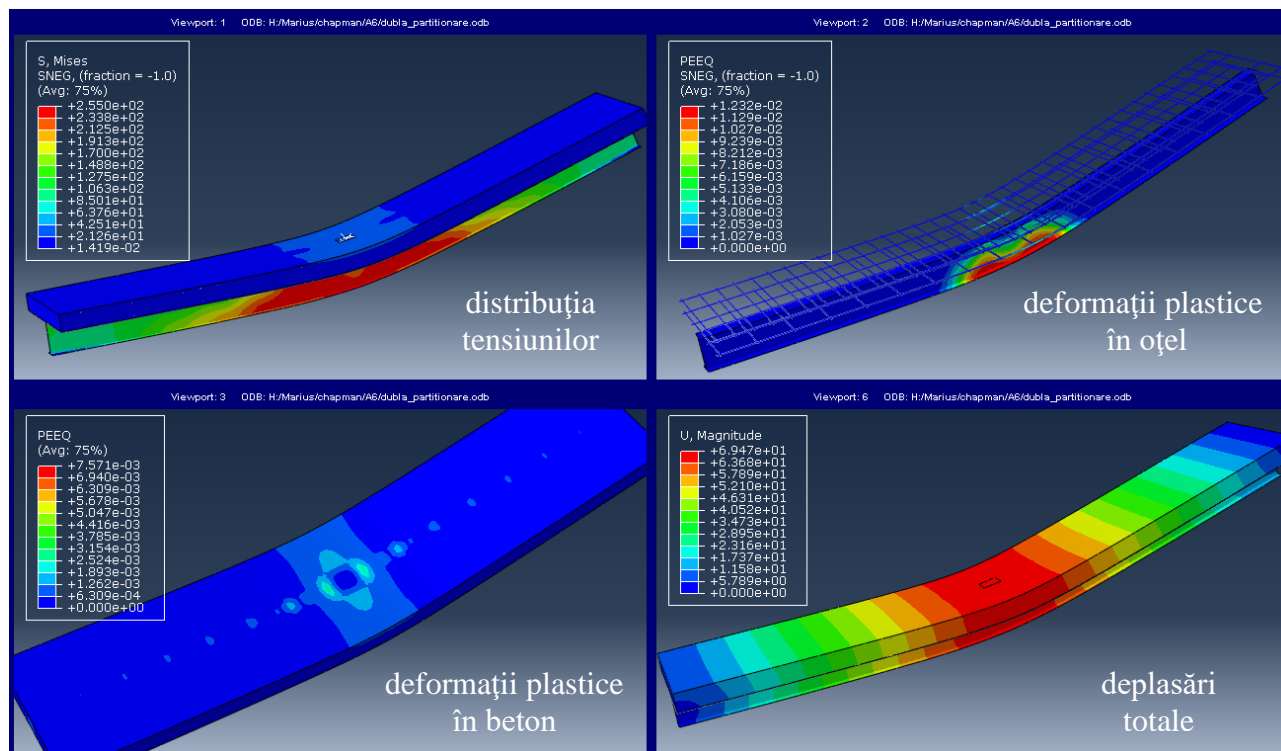 Viewport: 1 ODB: H:/Marius/chapman/A6/dubla_partitionare.odb
S, Mises
SNEG, (fraction = -1.0)
(Avg: 75%)
+2.550e+02
+2.338e+02
+2.125e+02
+1.913e+02
+1.700e+02
+1.488e+02
+1.275e+02
+1.063e+02
+8.501e+01
+6.376e+01
+4.251e+01
+2.126e+01
+1.419e-02
distribuţia
tensiunilor
Viewport: 2 ODB: H:/Marius/chapman/A6/dubla_partitionare.odb
PEEQ
SNEG, (fraction = -1.0)
(Avg: 75%)
+1.232e-02
+1.129e-02
+1.027e-02
+9.239e-03
+8.212e-03
+7.186e-03
+6.159e-03
+5.133e-03
+4.106e-03
+3.080e-03
+2.053e-03
+1.027e-03
+0.000e+00
deformaţii plastice
în oţel
Viewport: 3 ODB: H:/Marius/chapman/A6/dubla_partitionare.odb
PEEQ
(Avg: 75%)
+7.571e-03
+6.940e-03
+6.309e-03
+5.678e-03
+5.047e-03
+4.416e-03
+3.785e-03
+3.154e-03
+2.524e-03
+1.893e-03
+1.262e-03
+6.309e-04
+0.000e+00
deformaţii plastice
în beton
Viewport: 6 ODB: H:/Marius/chapman/A6/dubla_partitionare.odb
U, Magnitude
+6.947e+01
+6.368e+01
+5.789e+01
+5.210e+01
+4.631e+01
+4.052e+01
+3.473e+01
+2.895e+01
+2.316e+01
+1.737e+01
+1.158e+01
+5.789e+00
+0.000e+00
deplasări
totale